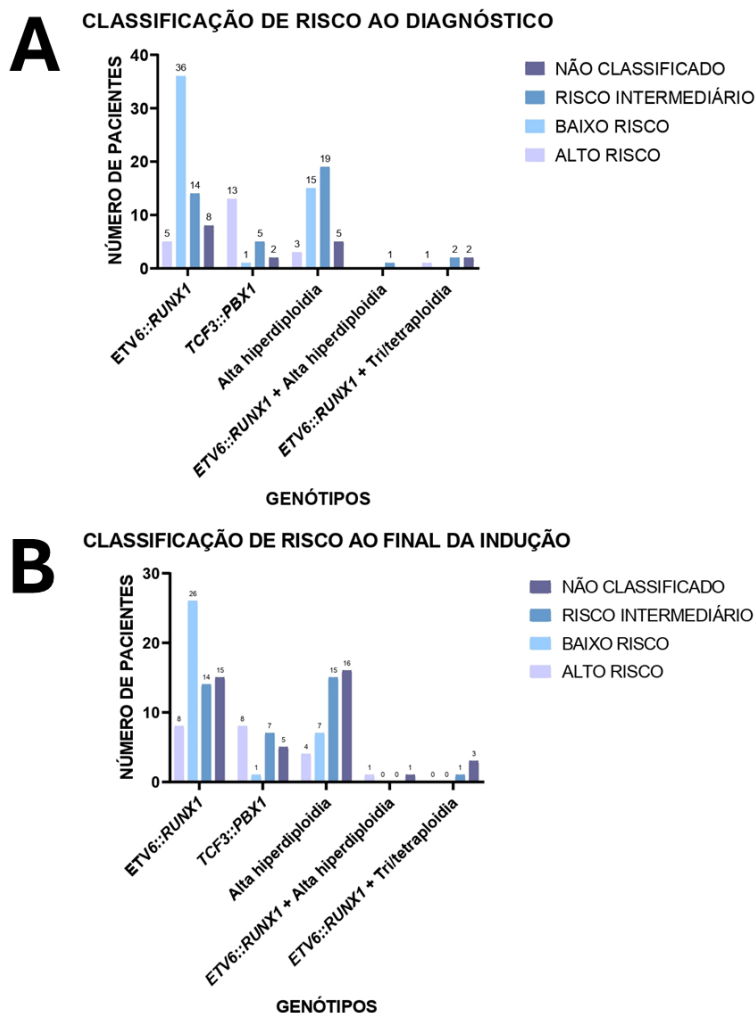 A
CLASSIFICAÇÃO DE RISCO AO DIAGNÓSTICO
NÚMERO DE PACIENTES
40
30
20
10
0
5
36
14
8
13
1
5
2
3
15
19
5
1
1
2
2
NÃO CLASSIFICADO
RISCO INTERMEDIÁRIO
BAIXO RISCO
ALTO RISCO
ETV6::RUNX1
TCF3::PBX1
Alta hiperdiploidia
ETV6::RUNX1 + Alta hiperdiploidia
ETV6::RUNX1 + Tri/tetraploidia
GENÓTIPOS
B
CLASSIFICAÇÃO DE RISCO AO FINAL DA INDUÇÃO
NÚMERO DE PACIENTES
30
20
10
0
8
26
14
15
8
1
7
5
4
7
15
16
1
0
0
1
0
0
1
3
NÃO CLASSIFICADO
RISCO INTERMEDIÁRIO
BAIXO RISCO
ALTO RISCO
ETV6::RUNX1
TCF3::PBX1
Alta hiperdiploidia
ETV6::RUNX1 + Alta hiperdiploidia
ETV6::RUNX1 + Tri/tetraploidia
GENÓTIPOS